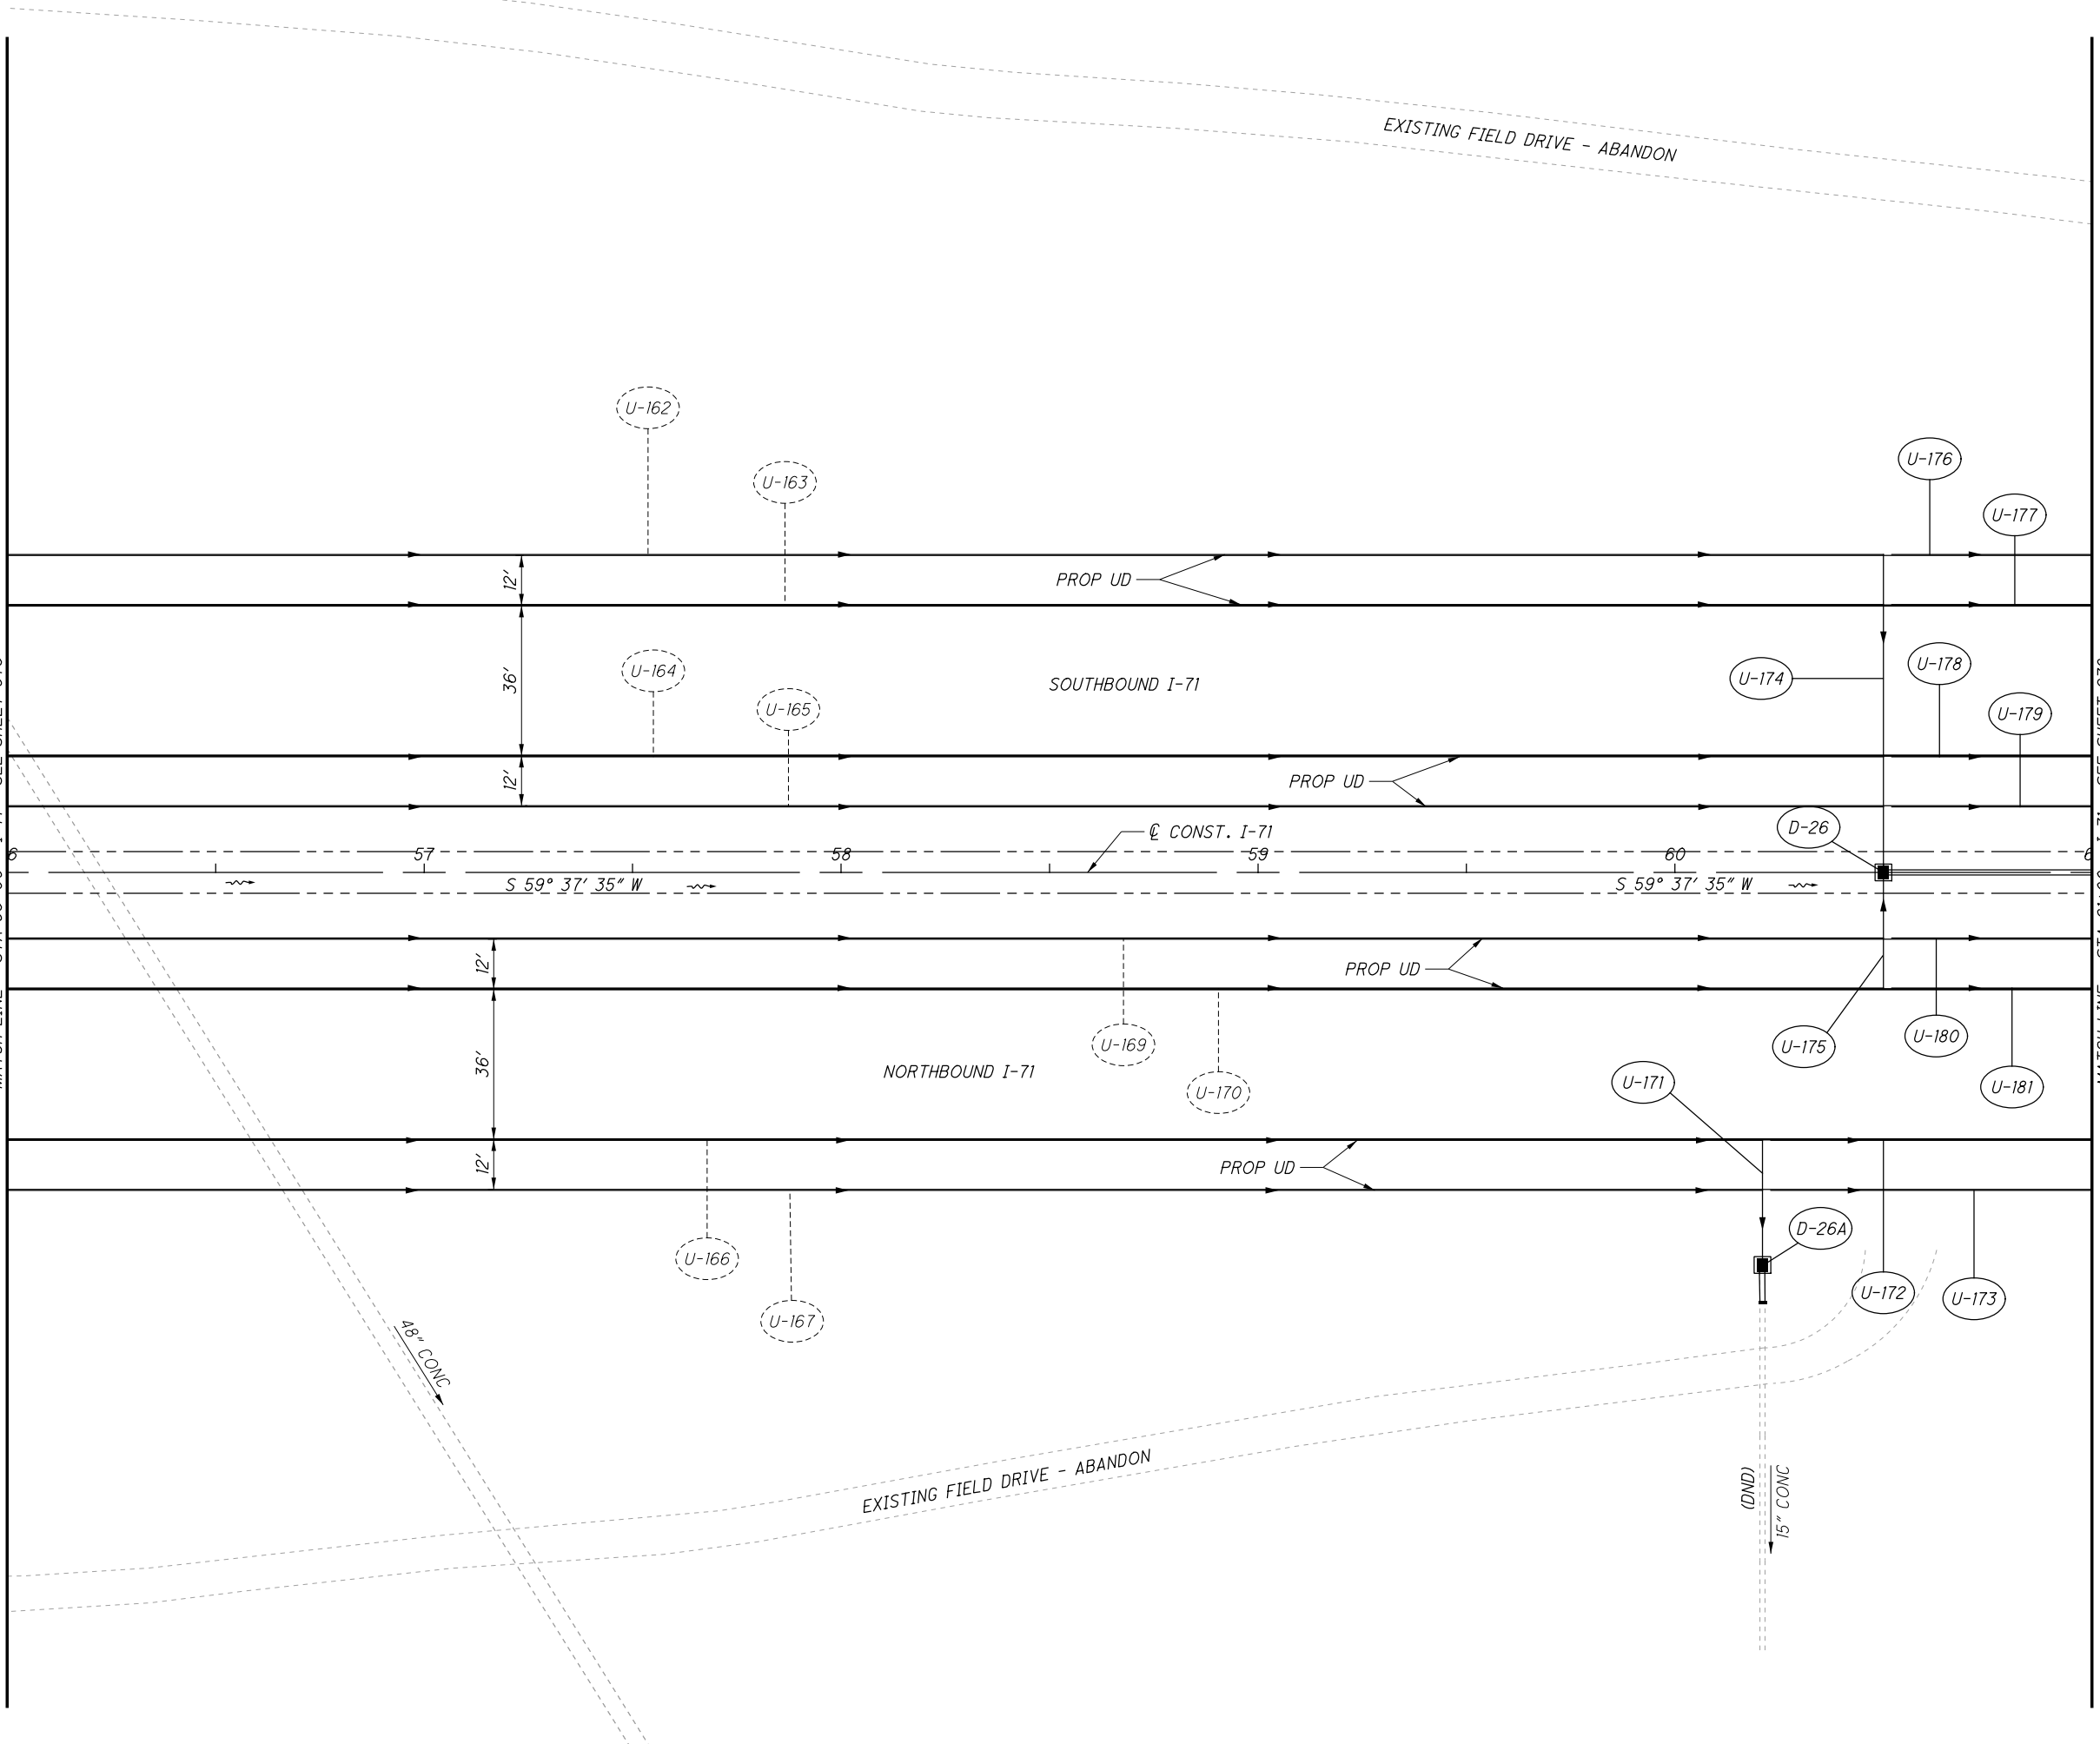 EXISTING FIELD DRIVE - ABANDON
U-162
U-163
U-176
U-177
12'
PROP UD
36'
U-164
U-165
SOUTHBOUND I-71
U-174
U-178
U-179
12'
PROP UD
D-26
℄ CONST. I-71
6
57
58
59
60
6
S 59° 37' 35" W
S 59° 37' 35" W
12'
PROP UD
36'
U-169
U-170
NORTHBOUND I-71
U-175
U-180
U-181
U-171
12'
PROP UD
U-166
U-167
D-26A
U-172
U-173
48" CONC
EXISTING FIELD DRIVE - ABANDON
(DND)
15" CONC